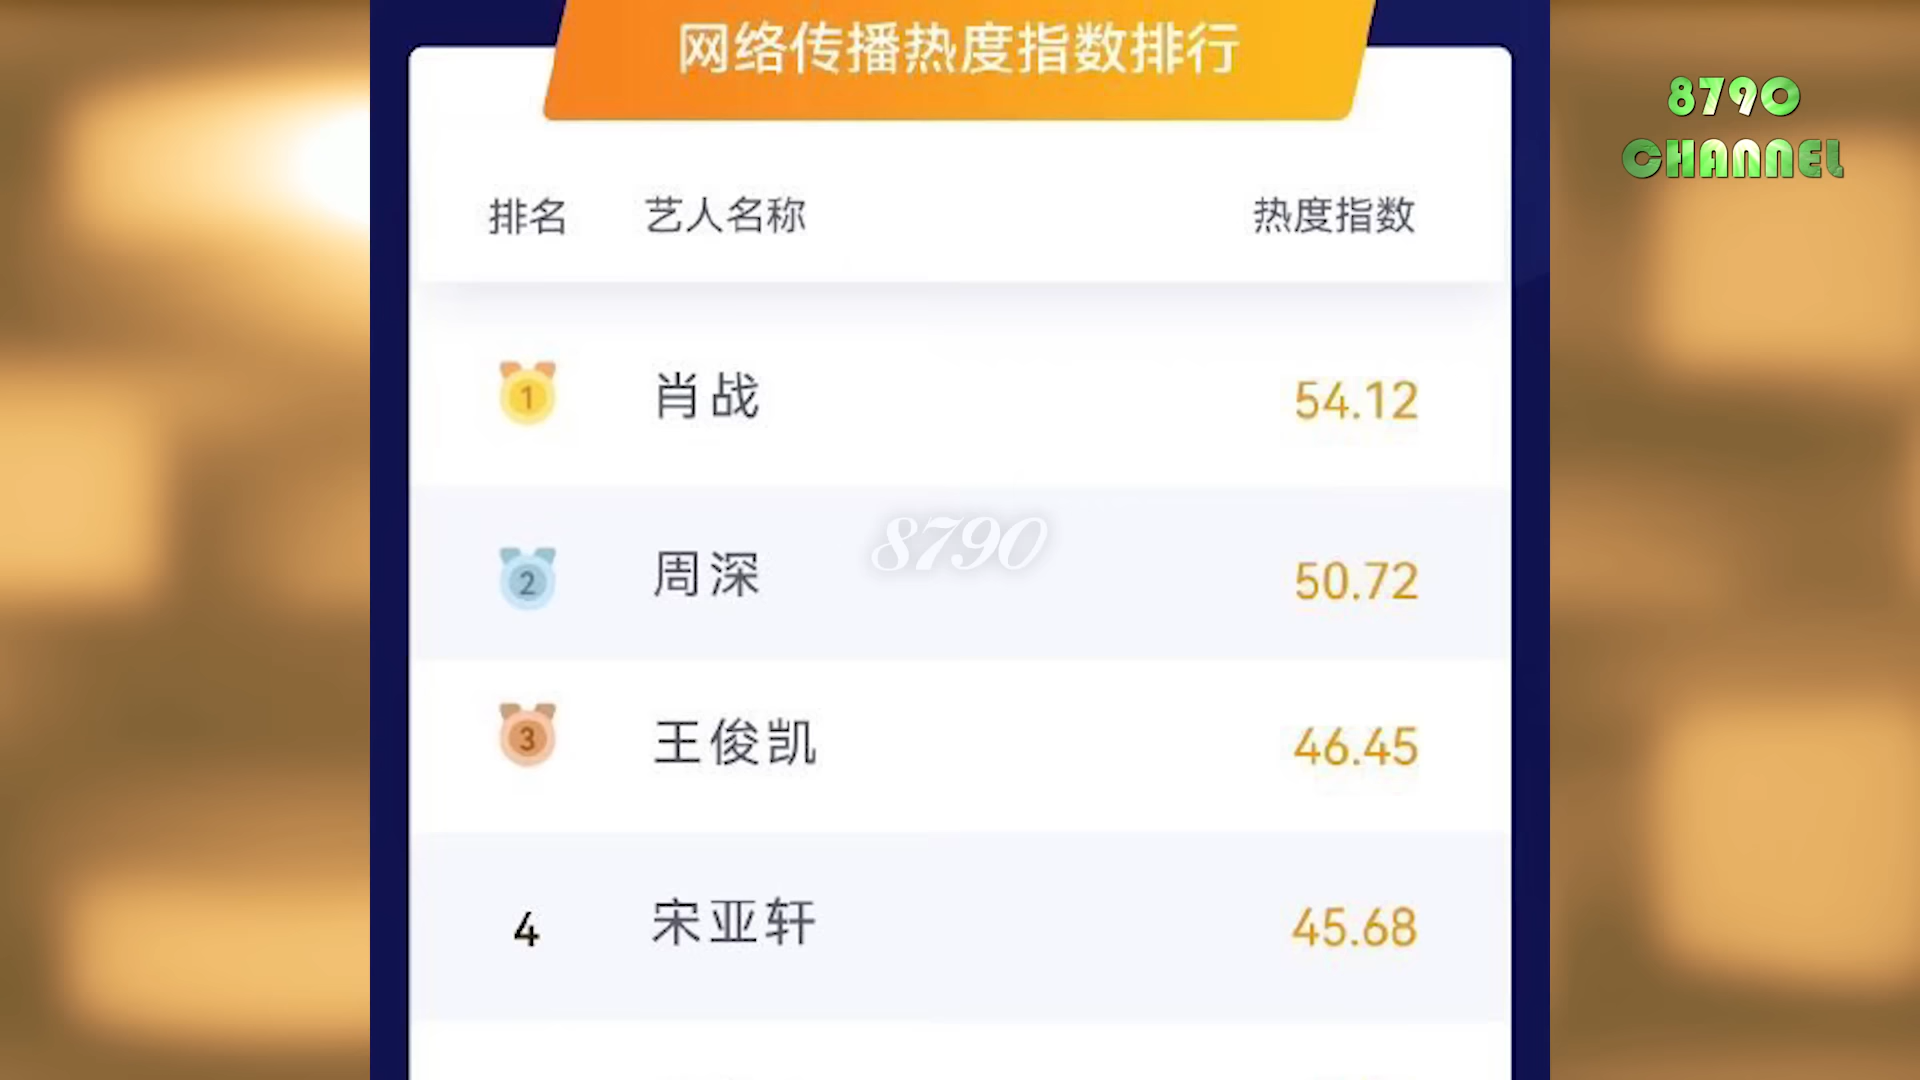 网络传播热度指数排行
8790
CHANNEL
排名 艺人名称 热度指数
1 肖战 54.12
8790
2 周深 50.72
3 王俊凯 46.45
4 宋亚轩 45.68